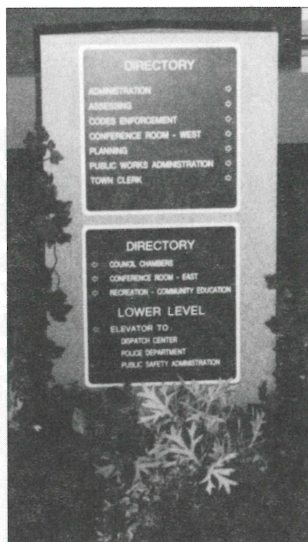 DIRECTORY
ADMINISTRATION
ASSESSING
CODES ENFORCEMENT
CONFERENCE ROOM - WEST
PLANNING
PUBLIC WORKS ADMINISTRATION
TOWN CLERK
DIRECTORY
COUNCIL CHAMBERS
CONFERENCE ROOM - EAST
RECREATION - COMMUNITY EDUCATION
LOWER LEVEL
ELEVATOR TO:
DISPATCH CENTER
POLICE DEPARTMENT
PUBLIC SAFETY ADMINISTRATION